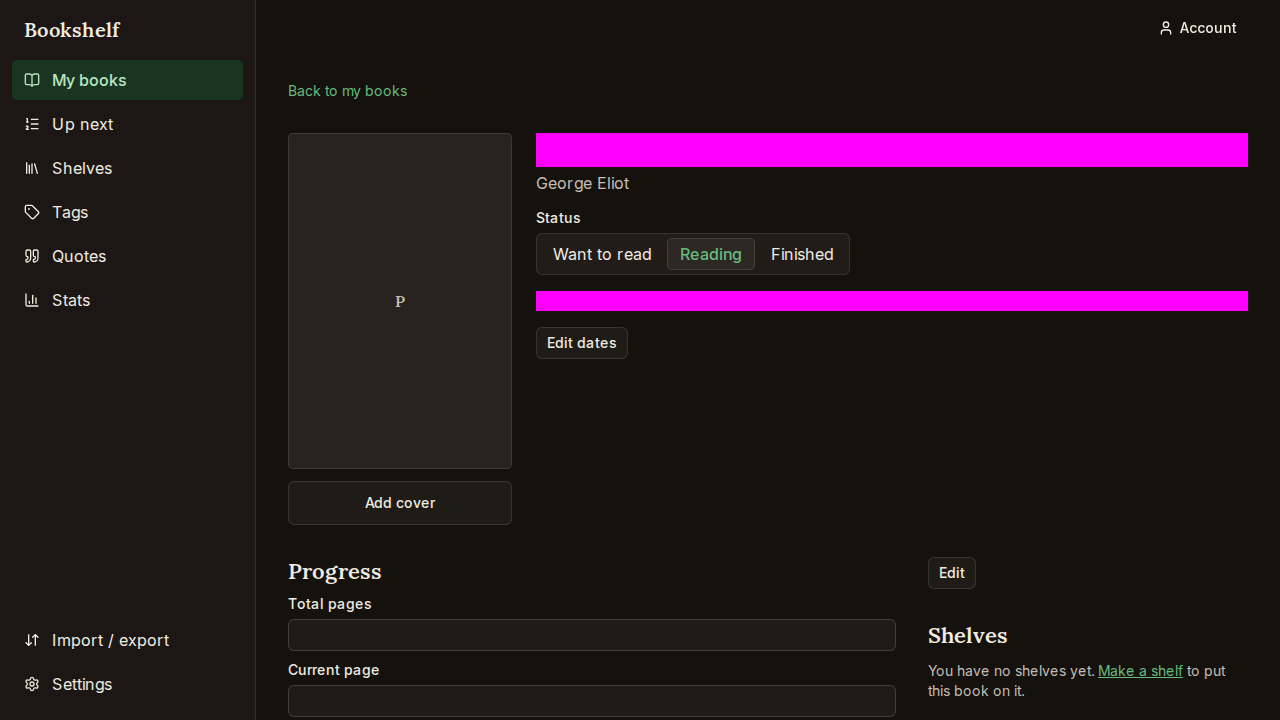 Bookshelf
Account
My books
Up next
Shelves
Tags
Quotes
Stats
Import / export
Settings
Back to my books
P
Add cover
George Eliot
Status
Want to read
Reading
Finished
Edit dates
Progress
Total pages
Current page
Edit
Shelves
You have no shelves yet. Make a shelf to put
this book on it.